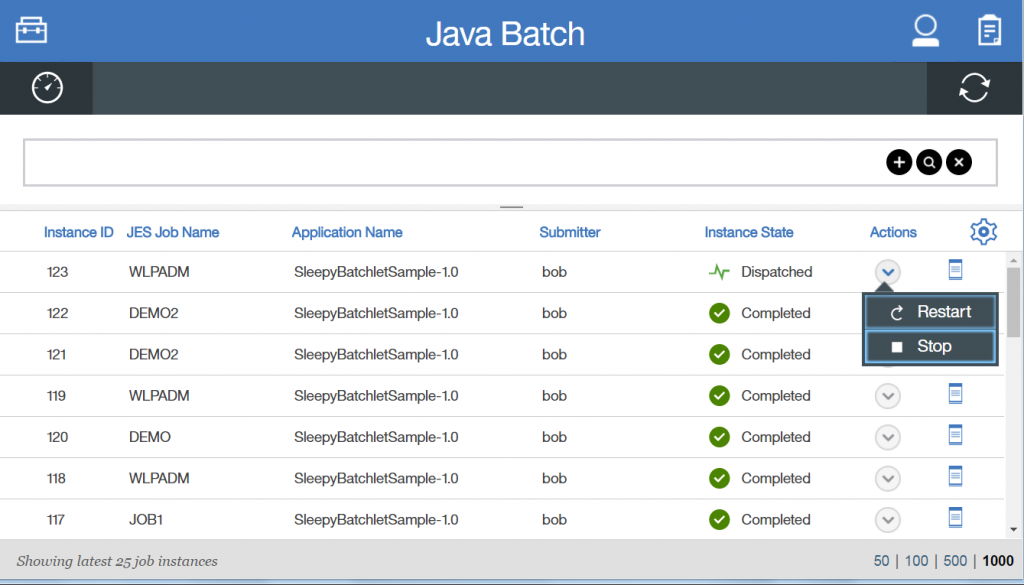 Java Batch
Instance ID JES Job Name Application Name Submitter Instance State Actions
123 WLPADM SleepyBatchletSample-1.0 bob Dispatched
122 DEMO2 SleepyBatchletSample-1.0 bob Completed
Restart
121 DEMO2 SleepyBatchletSample-1.0 bob Completed
Stop
119 WLPADM SleepyBatchletSample-1.0 bob Completed
120 DEMO SleepyBatchletSample-1.0 bob Completed
118 WLPADM SleepyBatchletSample-1.0 bob Completed
117 JOB1 SleepyBatchletSample-1.0 bob Completed
Showing latest 25 job instances 50 | 100 | 500 | 1000